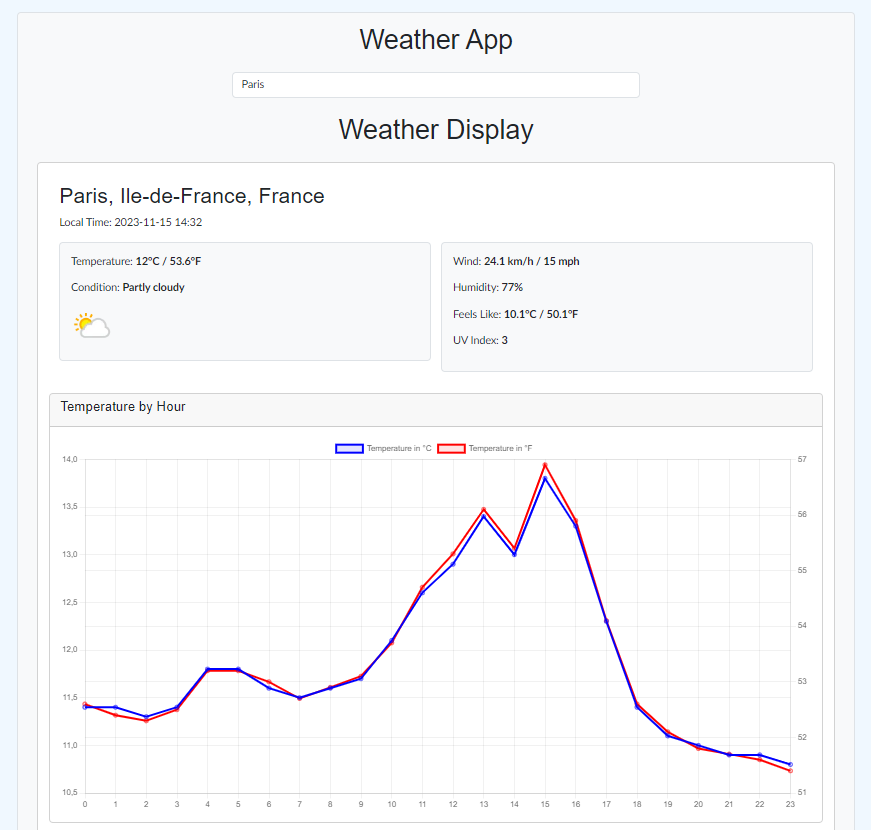 Weather App
Paris
Weather Display
Paris, Ile-de-France, France
Local Time: 2023-11-15 14:32
Temperature: 12°C / 53.6°F
Condition: Partly cloudy
Wind: 24.1 km/h / 15 mph
Humidity: 77%
Feels Like: 10.1°C / 50.1°F
UV Index: 3
Temperature by Hour
Temperature in °C Temperature in °F
14,0 57
13,5
56
13,0
55
12,5
54
12,0
53
11,5
52
11,0
10,5 51
0 1 2 3 4 5 6 7 8 9 10 11 12 13 14 15 16 17 18 19 20 21 22 23